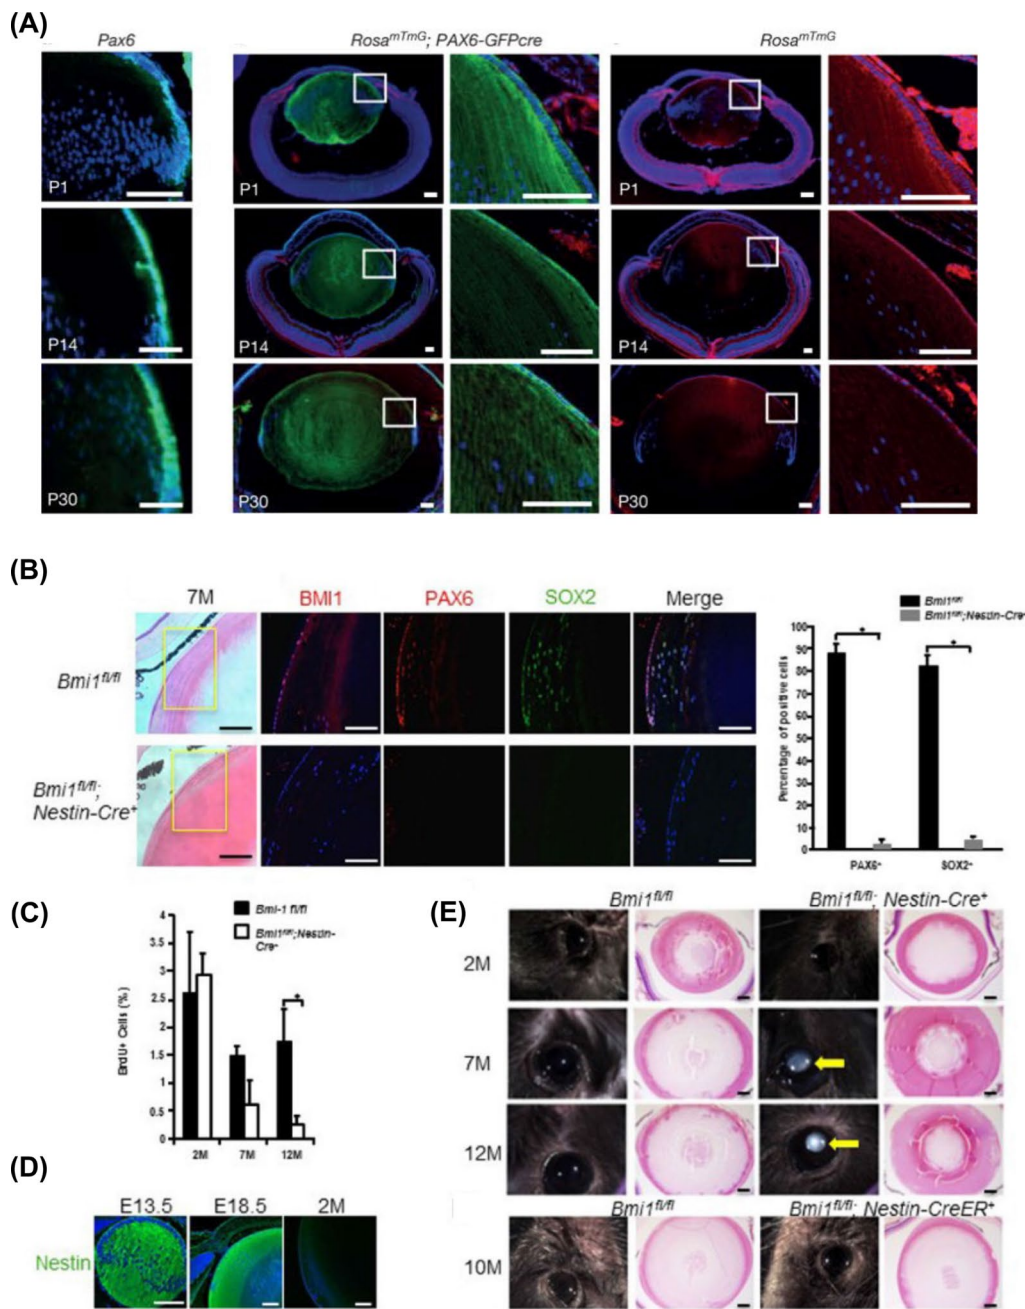 (A)
Pax6
Rosa^mTmG; PAX6-GFPcre
Rosa^mTmG
P1
P1
P1
P14
P14
P14
P30
P30
P30
(B)
7M
BMI1
PAX6
SOX2
Merge
Bmi1^fl/fl
Bmi1^fl/fl;
Nestin-Cre+
Bmi1^fl/fl
Bmi1^fl/fl;Nestin-Cre
*
*
Percentage of positive cells
100
90
80
70
60
50
40
30
20
10
0
PAX6+
SOX2+
(C)
Bmi-1 fl/fl
Bmi1^fl/fl;Nestin-
Cre+
*
BrdU+ Cells (%)
4
3.5
3
2.5
2
1.5
1
0.5
0
2M
7M
12M
(D)
E13.5
E18.5
2M
Nestin
(E)
Bmi1^fl/fl
Bmi1^fl/fl; Nestin-Cre+
2M
7M
12M
Bmi1^fl/fl
Bmi1^fl/fl; Nestin-CreER+
10M